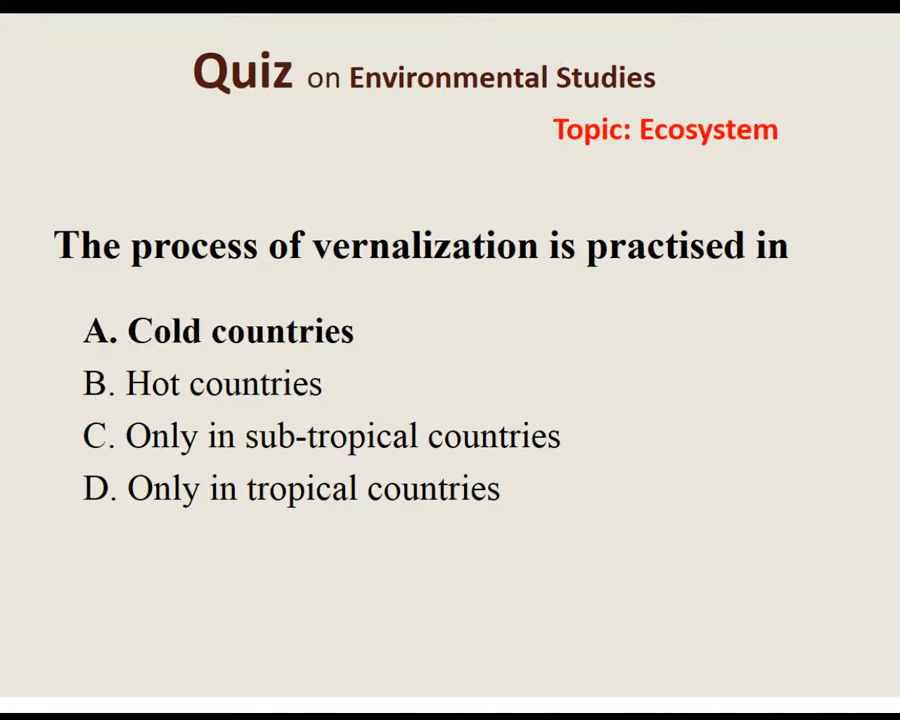 Quiz on Environmental Studies
Topic: Ecosystem
The process of vernalization is practised in
A. Cold countries
B. Hot countries
C. Only in sub-tropical countries
D. Only in tropical countries